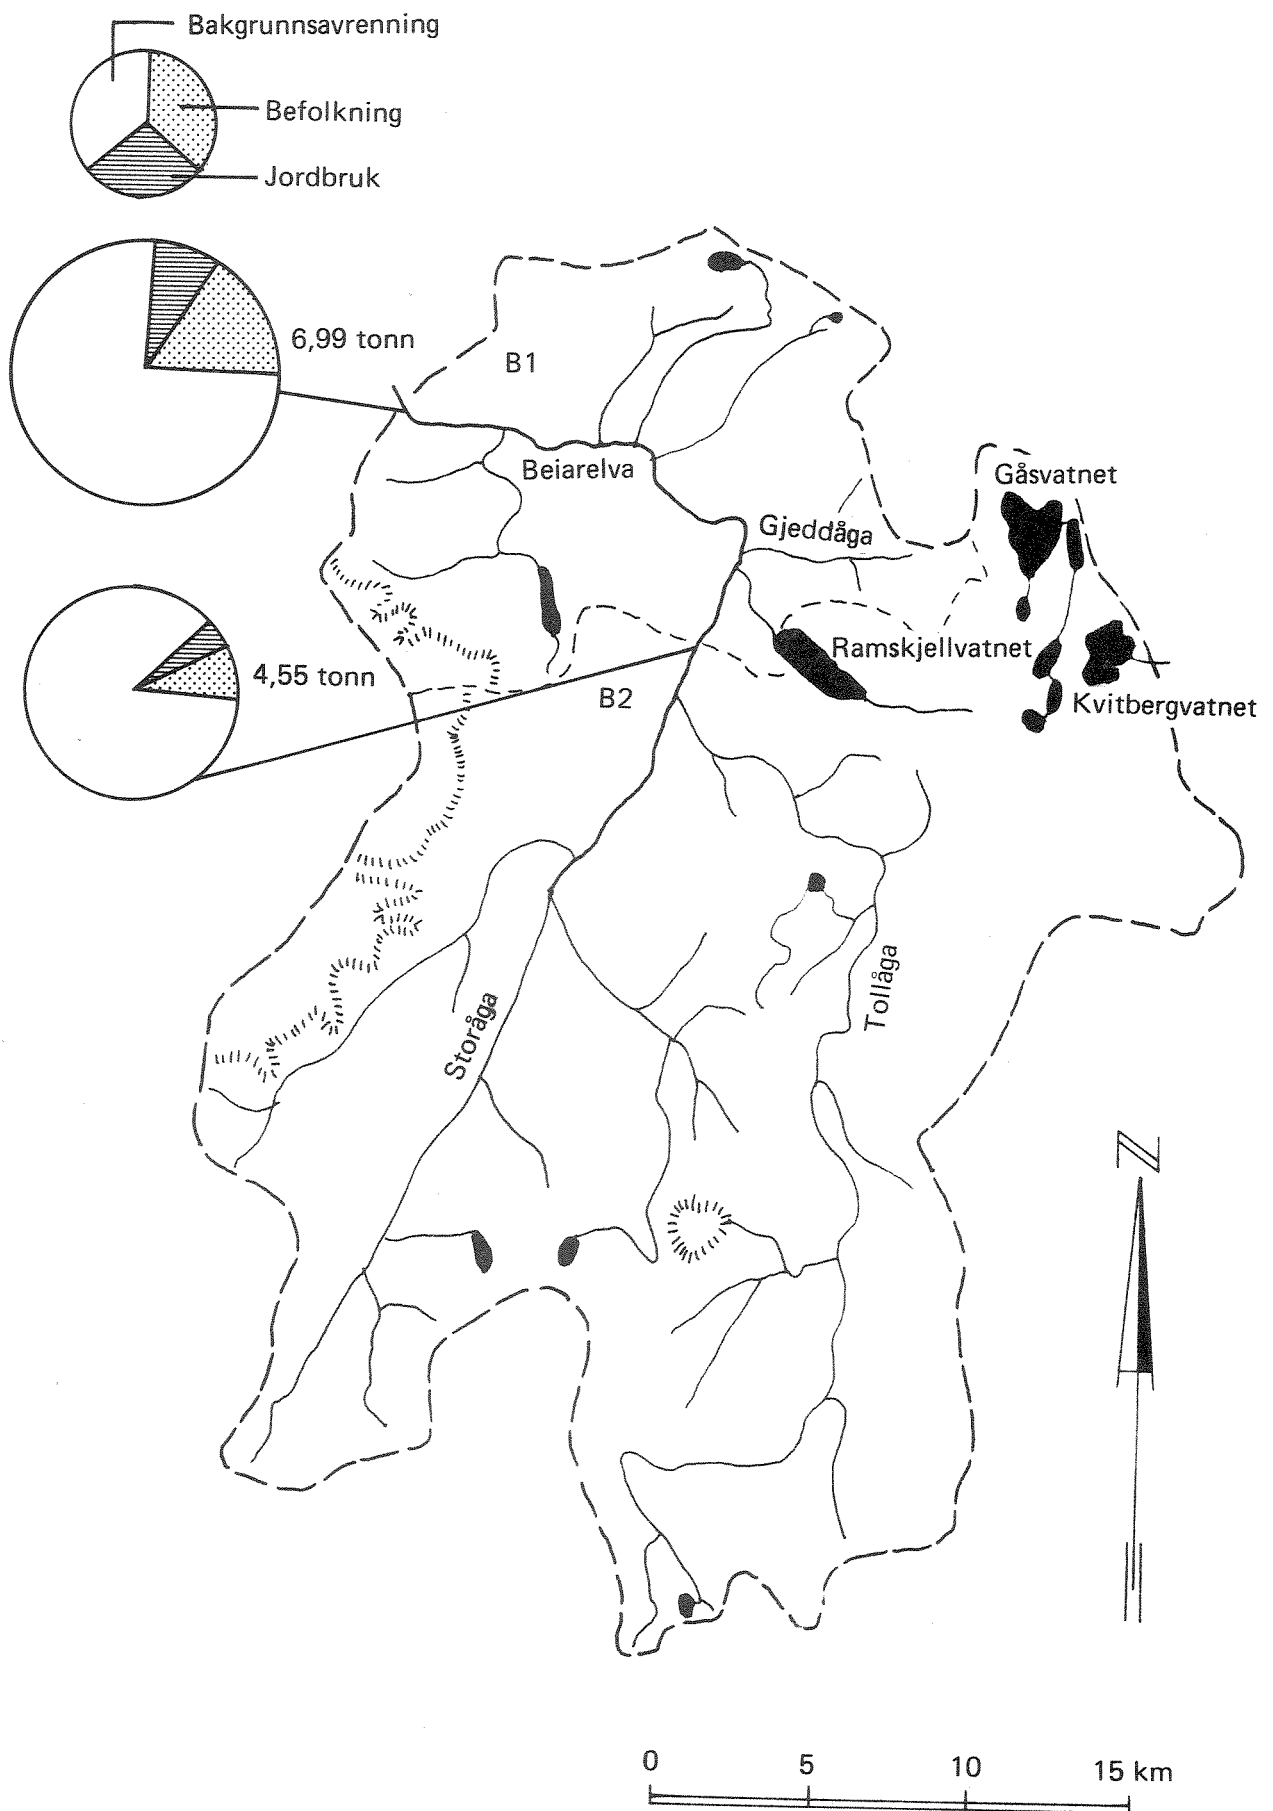 Bakgrunnsavrenning
Befolkning
Jordbruk
6,99 tonn
B1
Beiarelva
Gåsvatnet
Gjeddåga
Ramskjellvatnet
4,55 tonn
B2
Kvitbergvatnet
Tollåga
Storåga
N
0 5 10 15 km